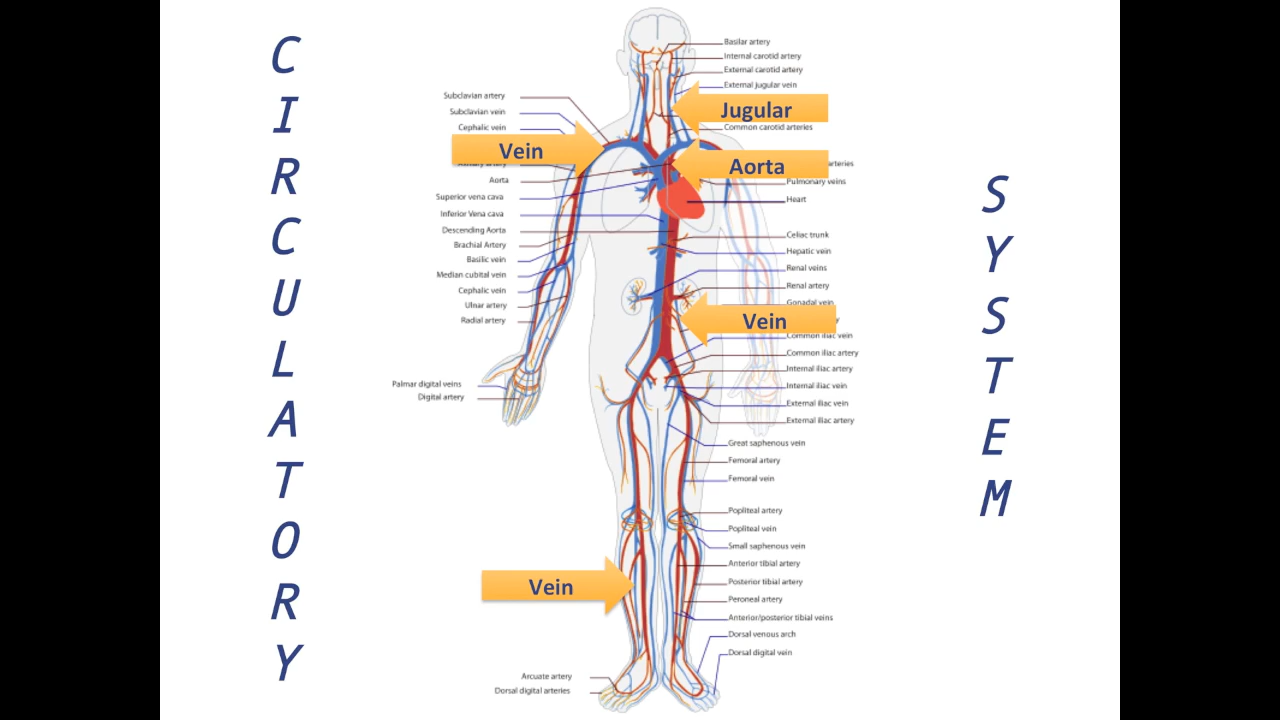 CIRCULATORY
SYSTEM
Subclavian artery
Subclavian vein
Cephalic vein
Vein
Aorta
Superior vena cava
Inferior Vena cava
Descending Aorta
Brachial Artery
Basilic vein
Median cubital vein
Cephalic vein
Ulnar artery
Radial artery
Palmar digital veins
Digital artery
Vein
Arcuate artery
Dorsal digital arteries
Basilar artery
Internal carotid artery
External carotid artery
External jugular vein
Jugular
Common carotid arteries
Aorta
arteries
Pulmonary veins
Heart
Celiac trunk
Hepatic vein
Renal veins
Renal artery
Gonadal vein
Vein
Common iliac vein
Common iliac artery
Internal iliac artery
Internal iliac vein
External iliac vein
External iliac artery
Great saphenous vein
Femoral artery
Femoral vein
Popliteal artery
Popliteal vein
Small saphenous vein
Anterior tibial artery
Posterior tibial artery
Peroneal artery
Anterior/posterior tibial veins
Dorsal venous arch
Dorsal digital vein